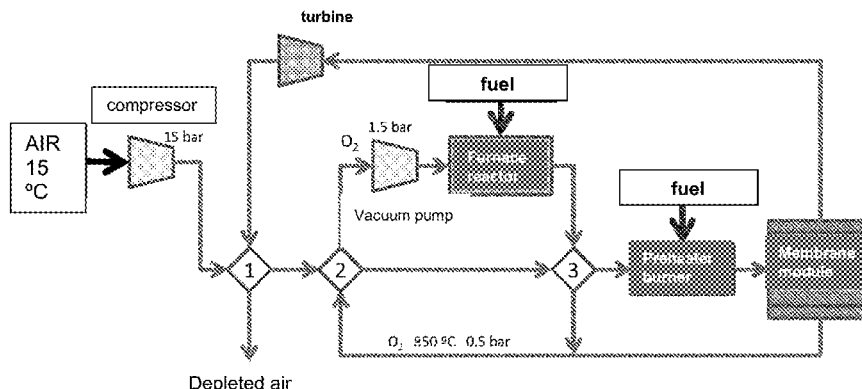 turbine
fuel
compressor
15 bar
AIR
15
ºC
O2
1.5 bar
Furnace
reactor
Vacuum pump
fuel
1
2
3
Preheater
burner
Membrane
module
O2 850 ºC 0.5 bar
Depleted air